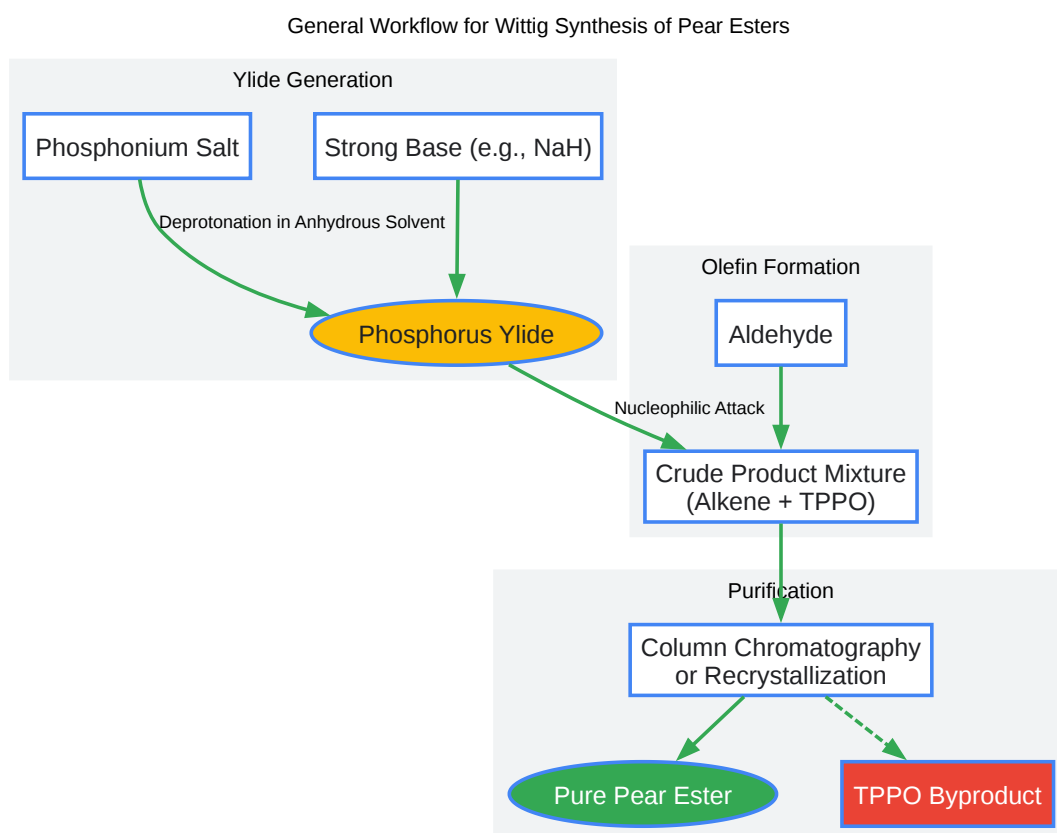 General Workflow for Wittig Synthesis of Pear Esters
Ylide Generation
Phosphonium Salt
Strong Base (e.g., NaH)
Deprotonation in Anhydrous Solvent
Phosphorus Ylide
Olefin Formation
Aldehyde
Nucleophilic Attack
Crude Product Mixture
(Alkene + TPPO)
Purification
Column Chromatography
or Recrystallization
Pure Pear Ester
TPPO Byproduct